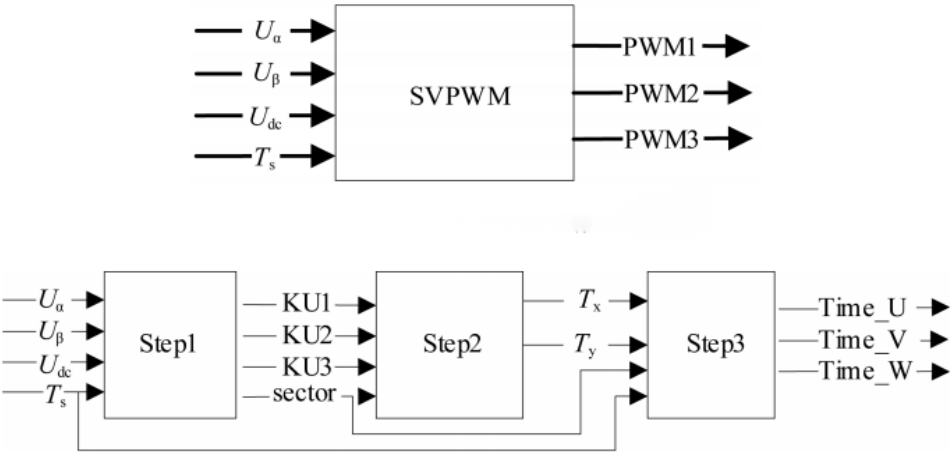 Uα
Uβ
Udc
Ts
SVPWM
PWM1
PWM2
PWM3
Uα
Uβ
Udc
Ts
Step1
KU1
KU2
KU3
sector
Step2
Tx
Ty
Step3
Time_U
Time_V
Time_W